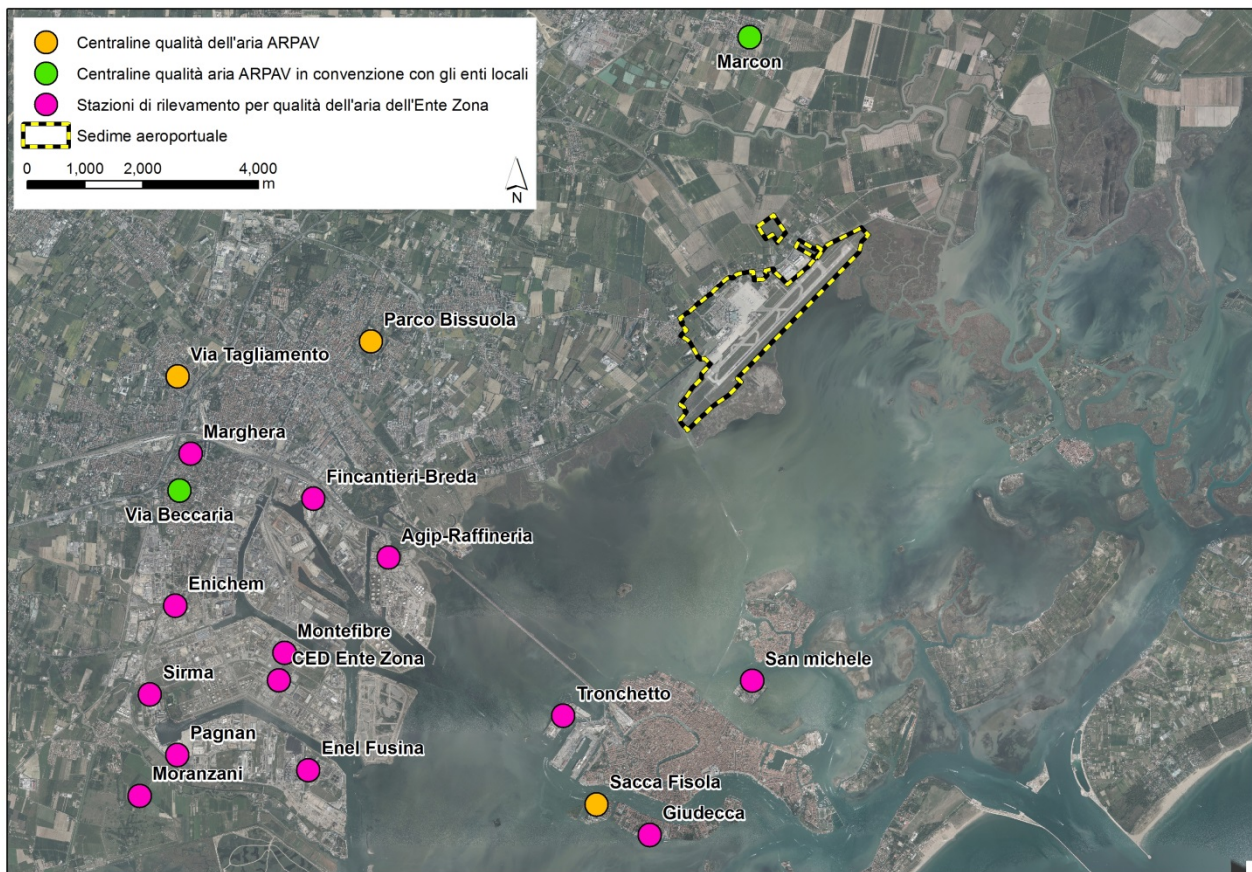 Centraline qualità dell'aria ARPAV
Centraline qualità aria ARPAV in convenzione con gli enti locali
Stazioni di rilevamento per qualità dell'aria dell'Ente Zona
Sedime aeroportuale
0 1,000 2,000 4,000
m
N
Marcon
Parco Bissuola
Via Tagliamento
Marghera
Fincantieri-Breda
Via Beccaria
Agip-Raffineria
Enichem
Montefibre
CED Ente Zona
San michele
Sirma
Tronchetto
Pagnan
Enel Fusina
Moranzani
Sacca Fisola
Giudecca